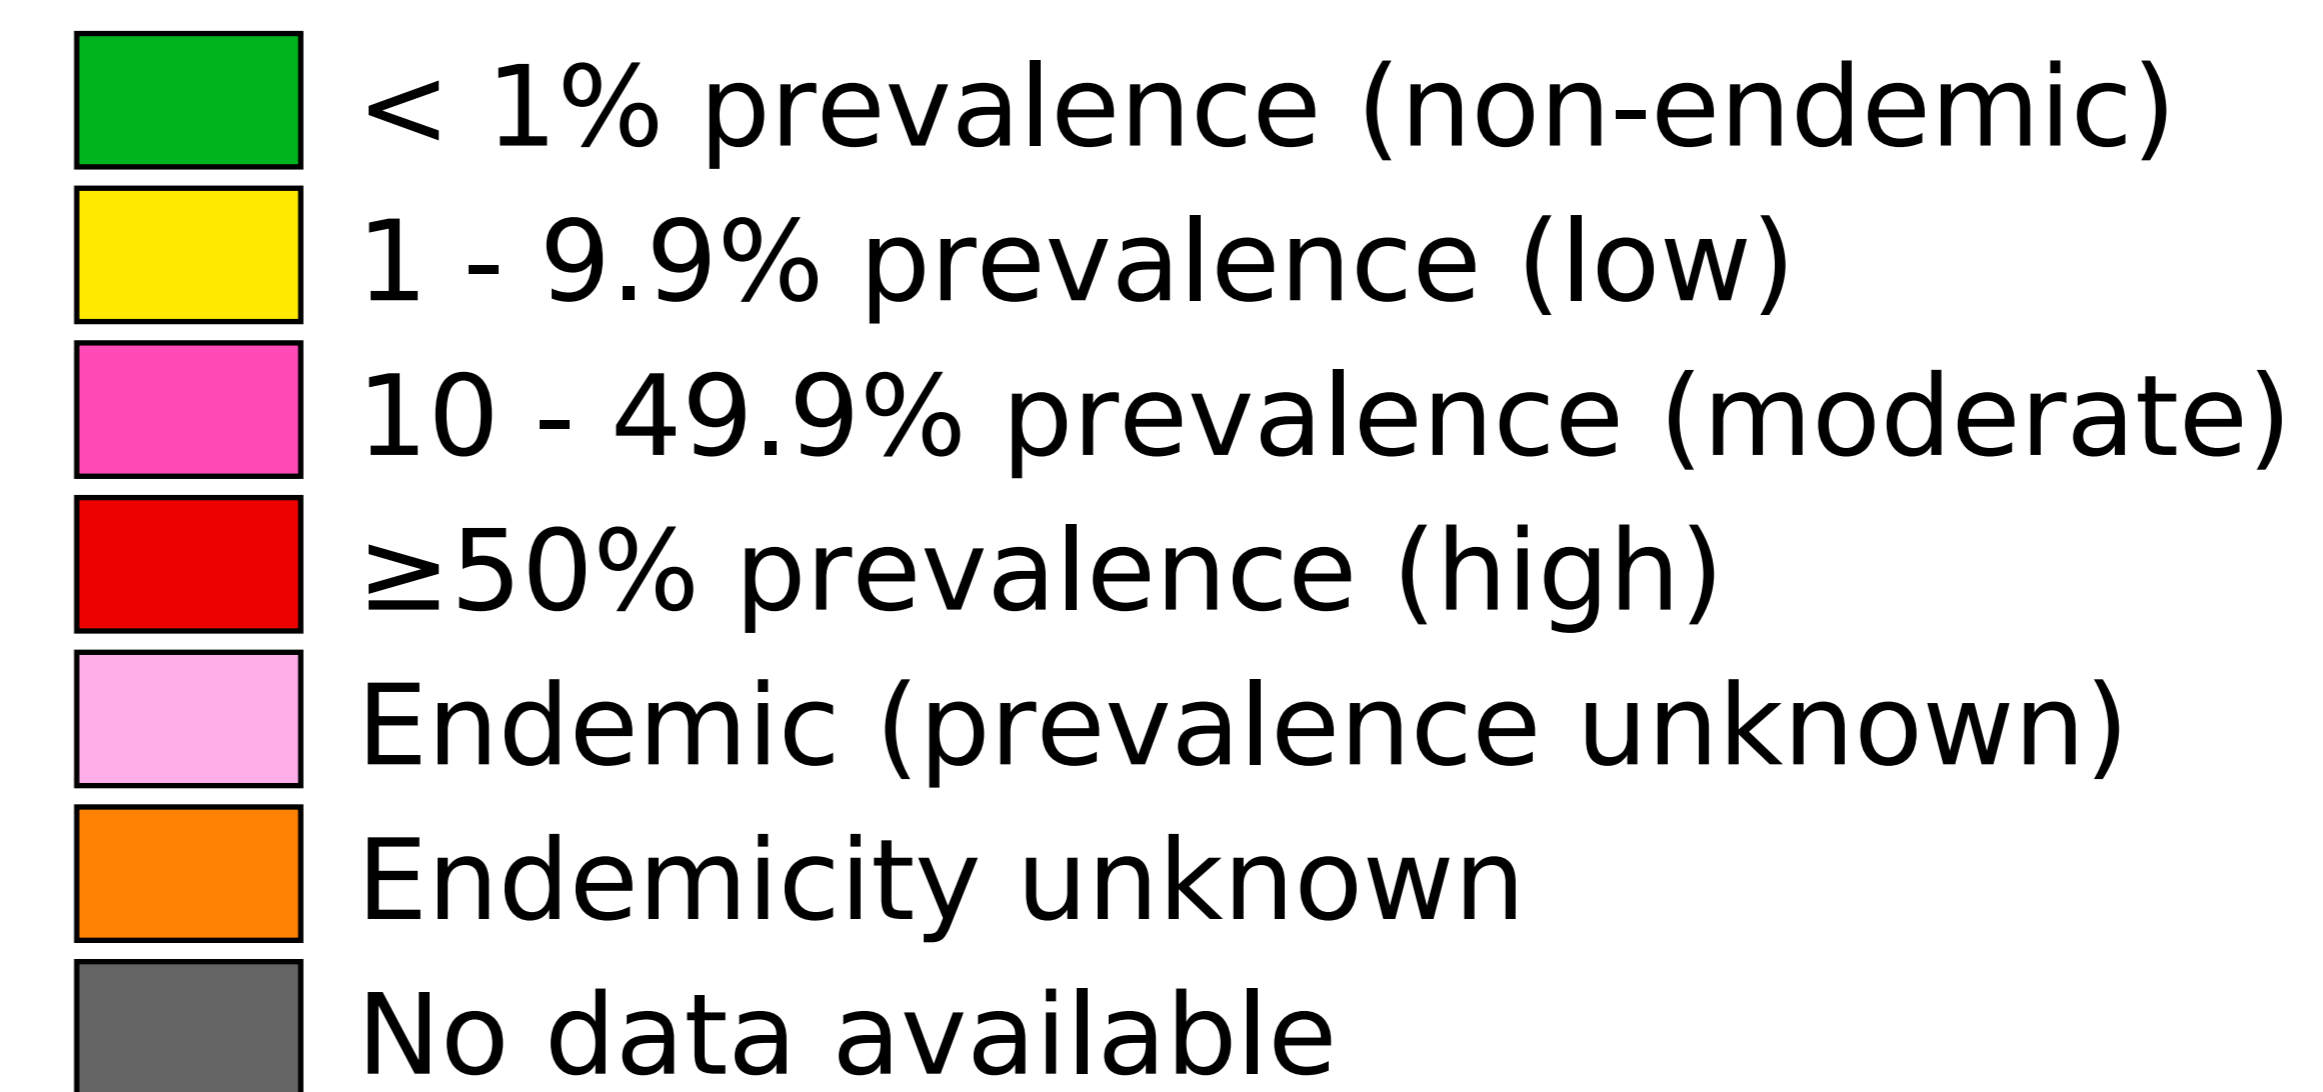 < 1% prevalence (non-endemic)
1 - 9.9% prevalence (low)
10 - 49.9% prevalence (moderate)
≥50% prevalence (high)
Endemic (prevalence unknown)
Endemicity unknown
No data available